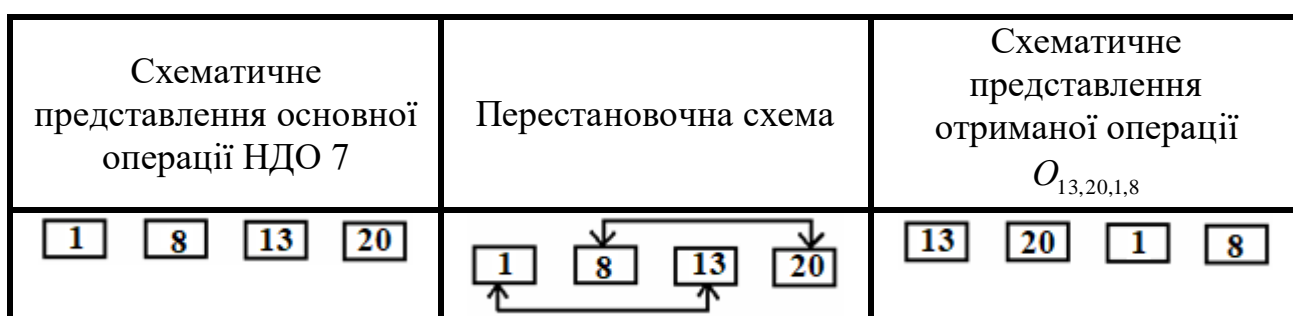 Схематичне
представлення основної
операції НДО 7
Перестановочна схема
Схематичне
представлення
отриманої операції
O13,20,1,8
1 8 13 20
1 8 13 20
13 20 1 8